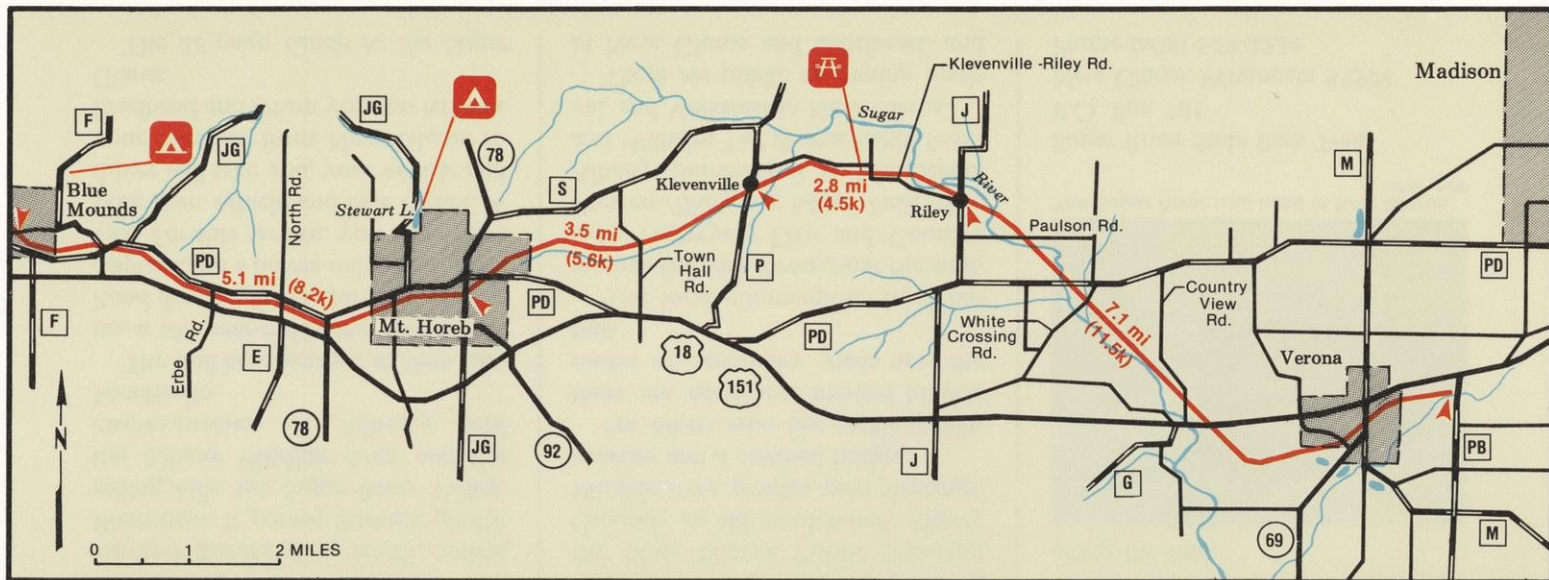 Madison
Klevenville -Riley Rd.
Sugar
J
JG
F
JG
78
M
Blue
Mounds
S
Klevenville
2.8 mi
(4.5k)
River
Riley
North Rd.
Stewart L.
Paulson Rd.
3.5 mi
(5.6k)
PD
Town
Hall
Rd.
P
PD
5.1 mi
(8.2k)
PD
Country
View
Rd.
F
Erbe Rd.
E
Mt. Horeb
18
PD
White
Crossing
Rd.
7.1 mi
(11.5k)
Verona
151
N
78
JG
92
J
G
PB
M
69
0 1 2 MILES